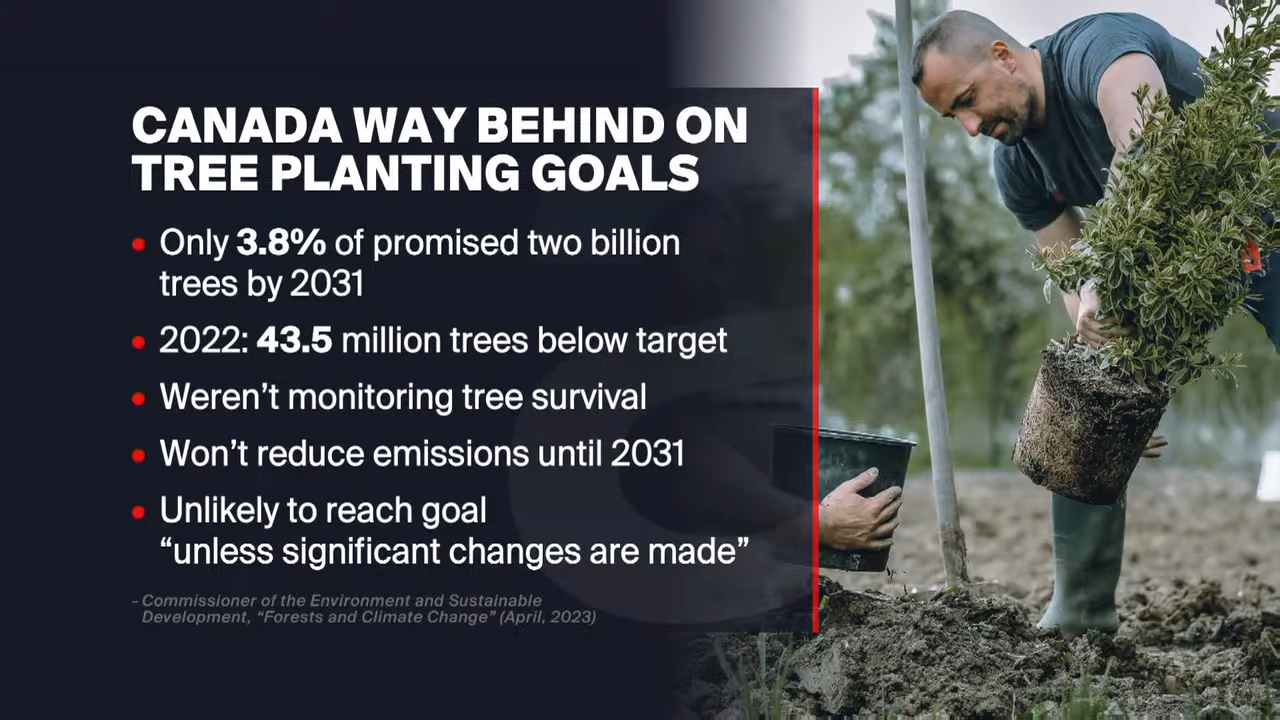 CANADA WAY BEHIND ON
TREE PLANTING GOALS
• Only 3.8% of promised two billion
trees by 2031
• 2022: 43.5 million trees below target
• Weren’t monitoring tree survival
• Won’t reduce emissions until 2031
• Unlikely to reach goal
“unless significant changes are made”
– Commissioner of the Environment and Sustainable
Development, “Forests and Climate Change” (April, 2023)